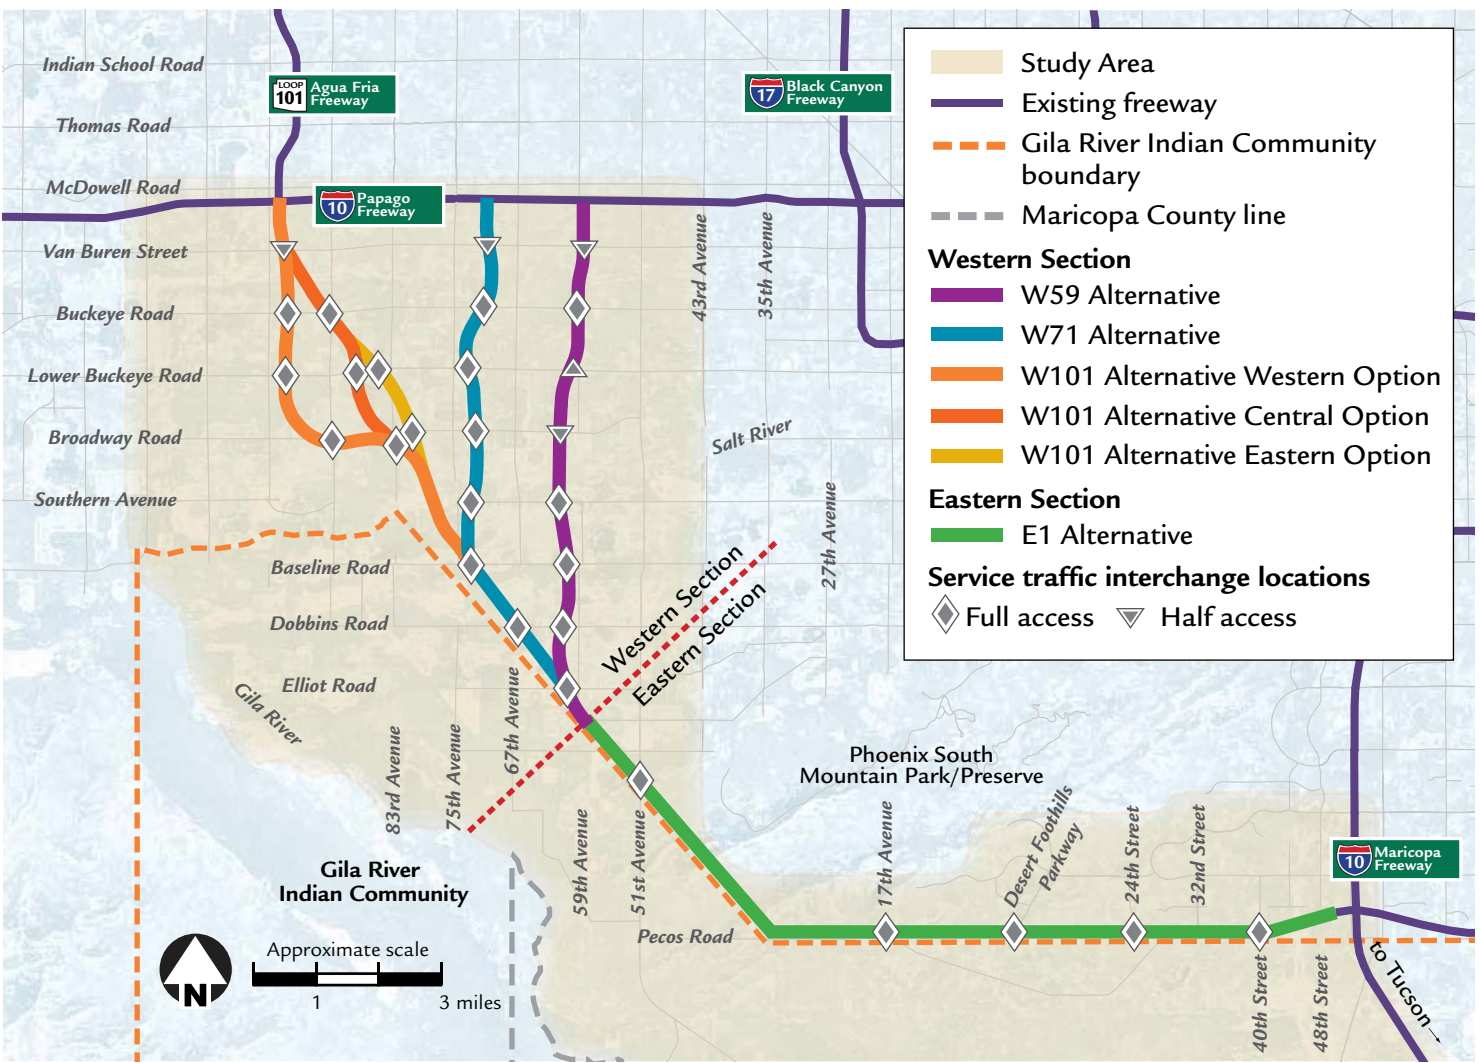 Indian School Road
Thomas Road
McDowell Road
Van Buren Street
Buckeye Road
Lower Buckeye Road
Broadway Road
Southern Avenue
Baseline Road
Dobbins Road
Elliot Road
Gila River
LOOP
101
Agua Fria
Freeway
10
Papago
Freeway
17
Black Canyon
Freeway
43rd Avenue
35th Avenue
Salt River
27th Avenue
Western Section
Eastern Section
67th Avenue
75th Avenue
83rd Avenue
59th Avenue
51st Avenue
Phoenix South
Mountain Park/Preserve
17th Avenue
Desert Foothills
Parkway
24th Street
32nd Street
10
Maricopa
Freeway
Pecos Road
40th Street
48th Street
to Tucson
Gila River
Indian Community
N
Approximate scale
1
3 miles
Study Area
Existing freeway
Gila River Indian Community
boundary
Maricopa County line
Western Section
W59 Alternative
W71 Alternative
W101 Alternative Western Option
W101 Alternative Central Option
W101 Alternative Eastern Option
Eastern Section
E1 Alternative
Service traffic interchange locations
Full access
Half access